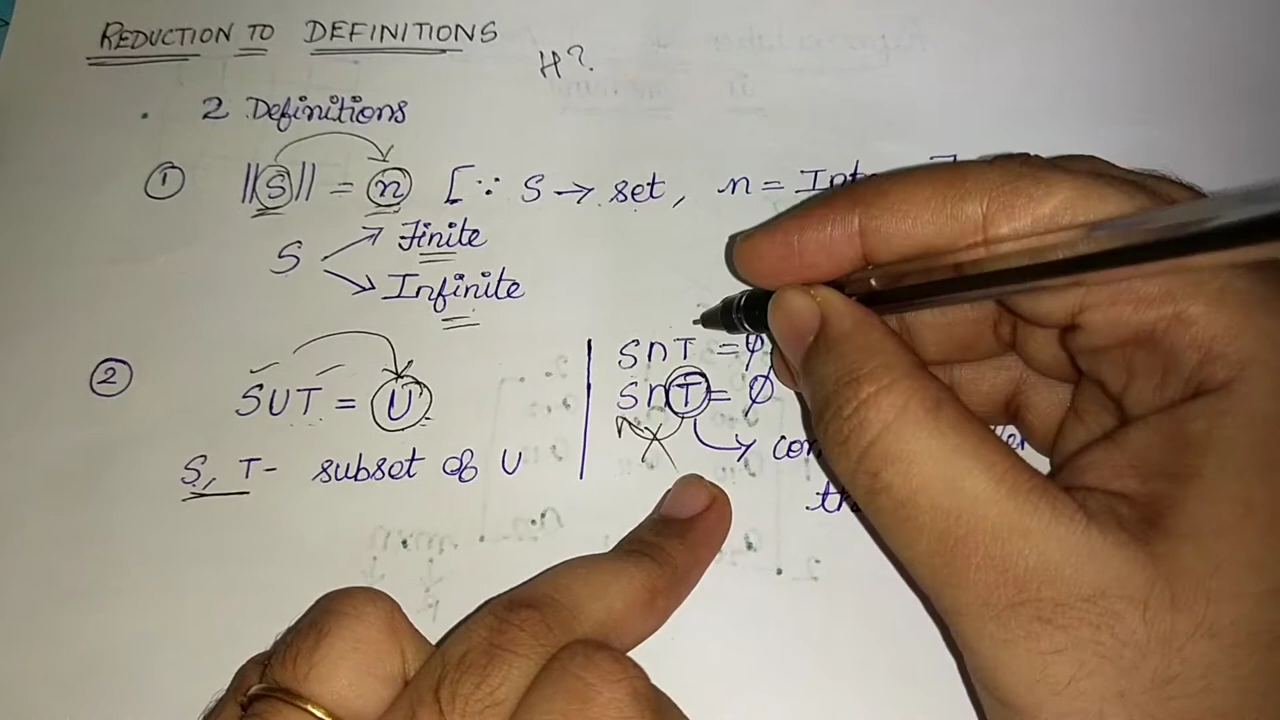 REDUCTION TO DEFINITIONS
H?
. 2 Definitions
① ||S|| = n [∵ S → set, n =
S → Finite
→ Infinite
② SUT = U
S, T- subset of U
S∩T = φ
S∩T = φ